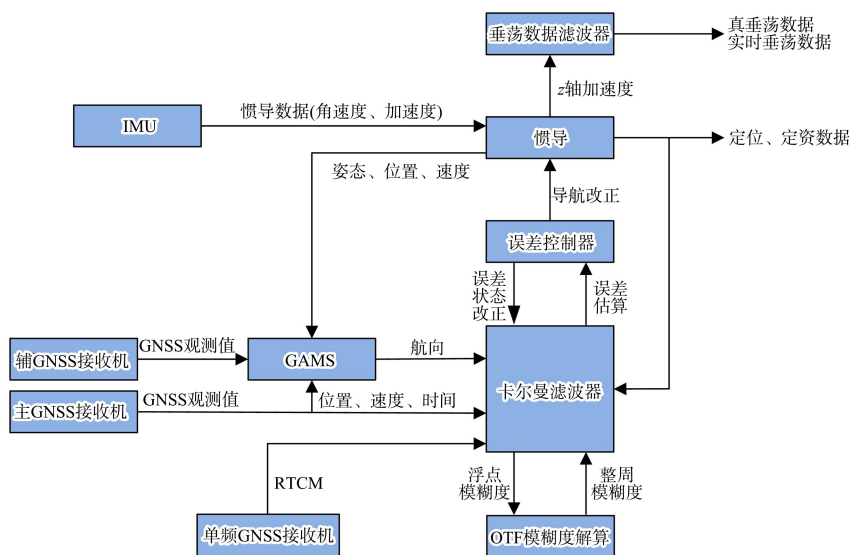 垂荡数据滤波器
真垂荡数据
实时垂荡数据
z轴加速度
IMU
惯导数据(角速度、加速度)
惯导
定位、定资数据
姿态、位置、速度
导航改正
误差控制器
误差
状态
改正
误差
估算
辅GNSS接收机
GNSS观测值
GAMS
航向
卡尔曼滤波器
主GNSS接收机
GNSS观测值
位置、速度、时间
RTCM
浮点
模糊度
整周
模糊度
单频GNSS接收机
OTF模糊度解算